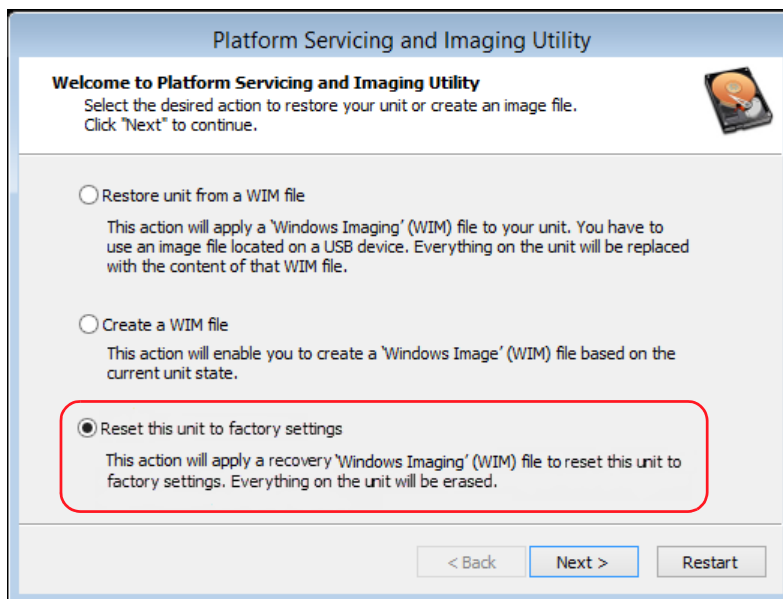 Platform Servicing and Imaging Utility
Welcome to Platform Servicing and Imaging Utility
Select the desired action to restore your unit or create an image file.
Click "Next" to continue.
Restore unit from a WIM file
This action will apply a 'Windows Imaging' (WIM) file to your unit. You have to
use an image file located on a USB device. Everything on the unit will be replaced
with the content of that WIM file.
Create a WIM file
This action will enable you to create a 'Windows Image' (WIM) file based on the
current unit state.
Reset this unit to factory settings
This action will apply a recovery 'Windows Imaging' (WIM) file to reset this unit to
factory settings. Everything on the unit will be erased.
< Back Next > Restart